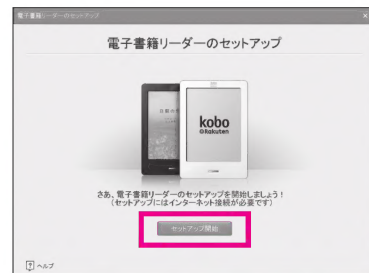 電子書籍リーダーのセットアップ
電子書籍リーダーのセットアップ
kobo
Rakuten
さあ、電子書籍リーダーのセットアップを開始しましょう！
(セットアップにはインターネット接続が必要です)
セットアップ開始
? ヘルプ